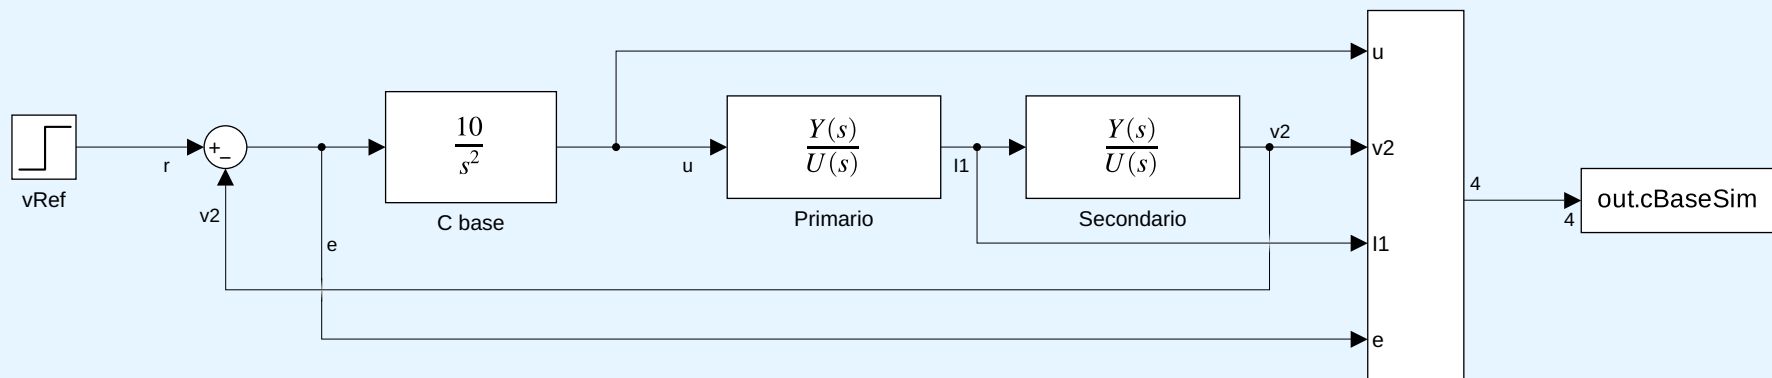 u
vRef
r
+
−
v2
e
10
s²
C base
u
Y(s)
U(s)
Primario
I1
Y(s)
U(s)
Secondario
v2
u
v2
I1
e
4
4
out.cBaseSim